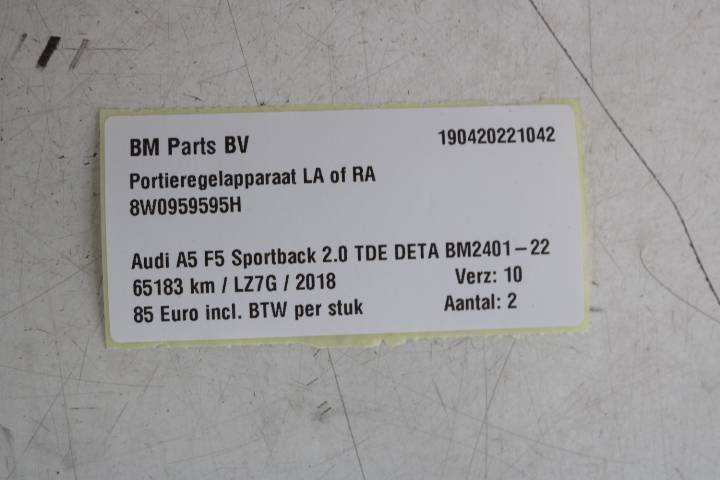 BM Parts BV 190420221042
Portieregelapparaat LA of RA
8W0959595H
Audi A5 F5 Sportback 2.0 TDE DETA BM2401-22
65183 km / LZ7G / 2018 Verz: 10
85 Euro incl. BTW per stuk Aantal: 2